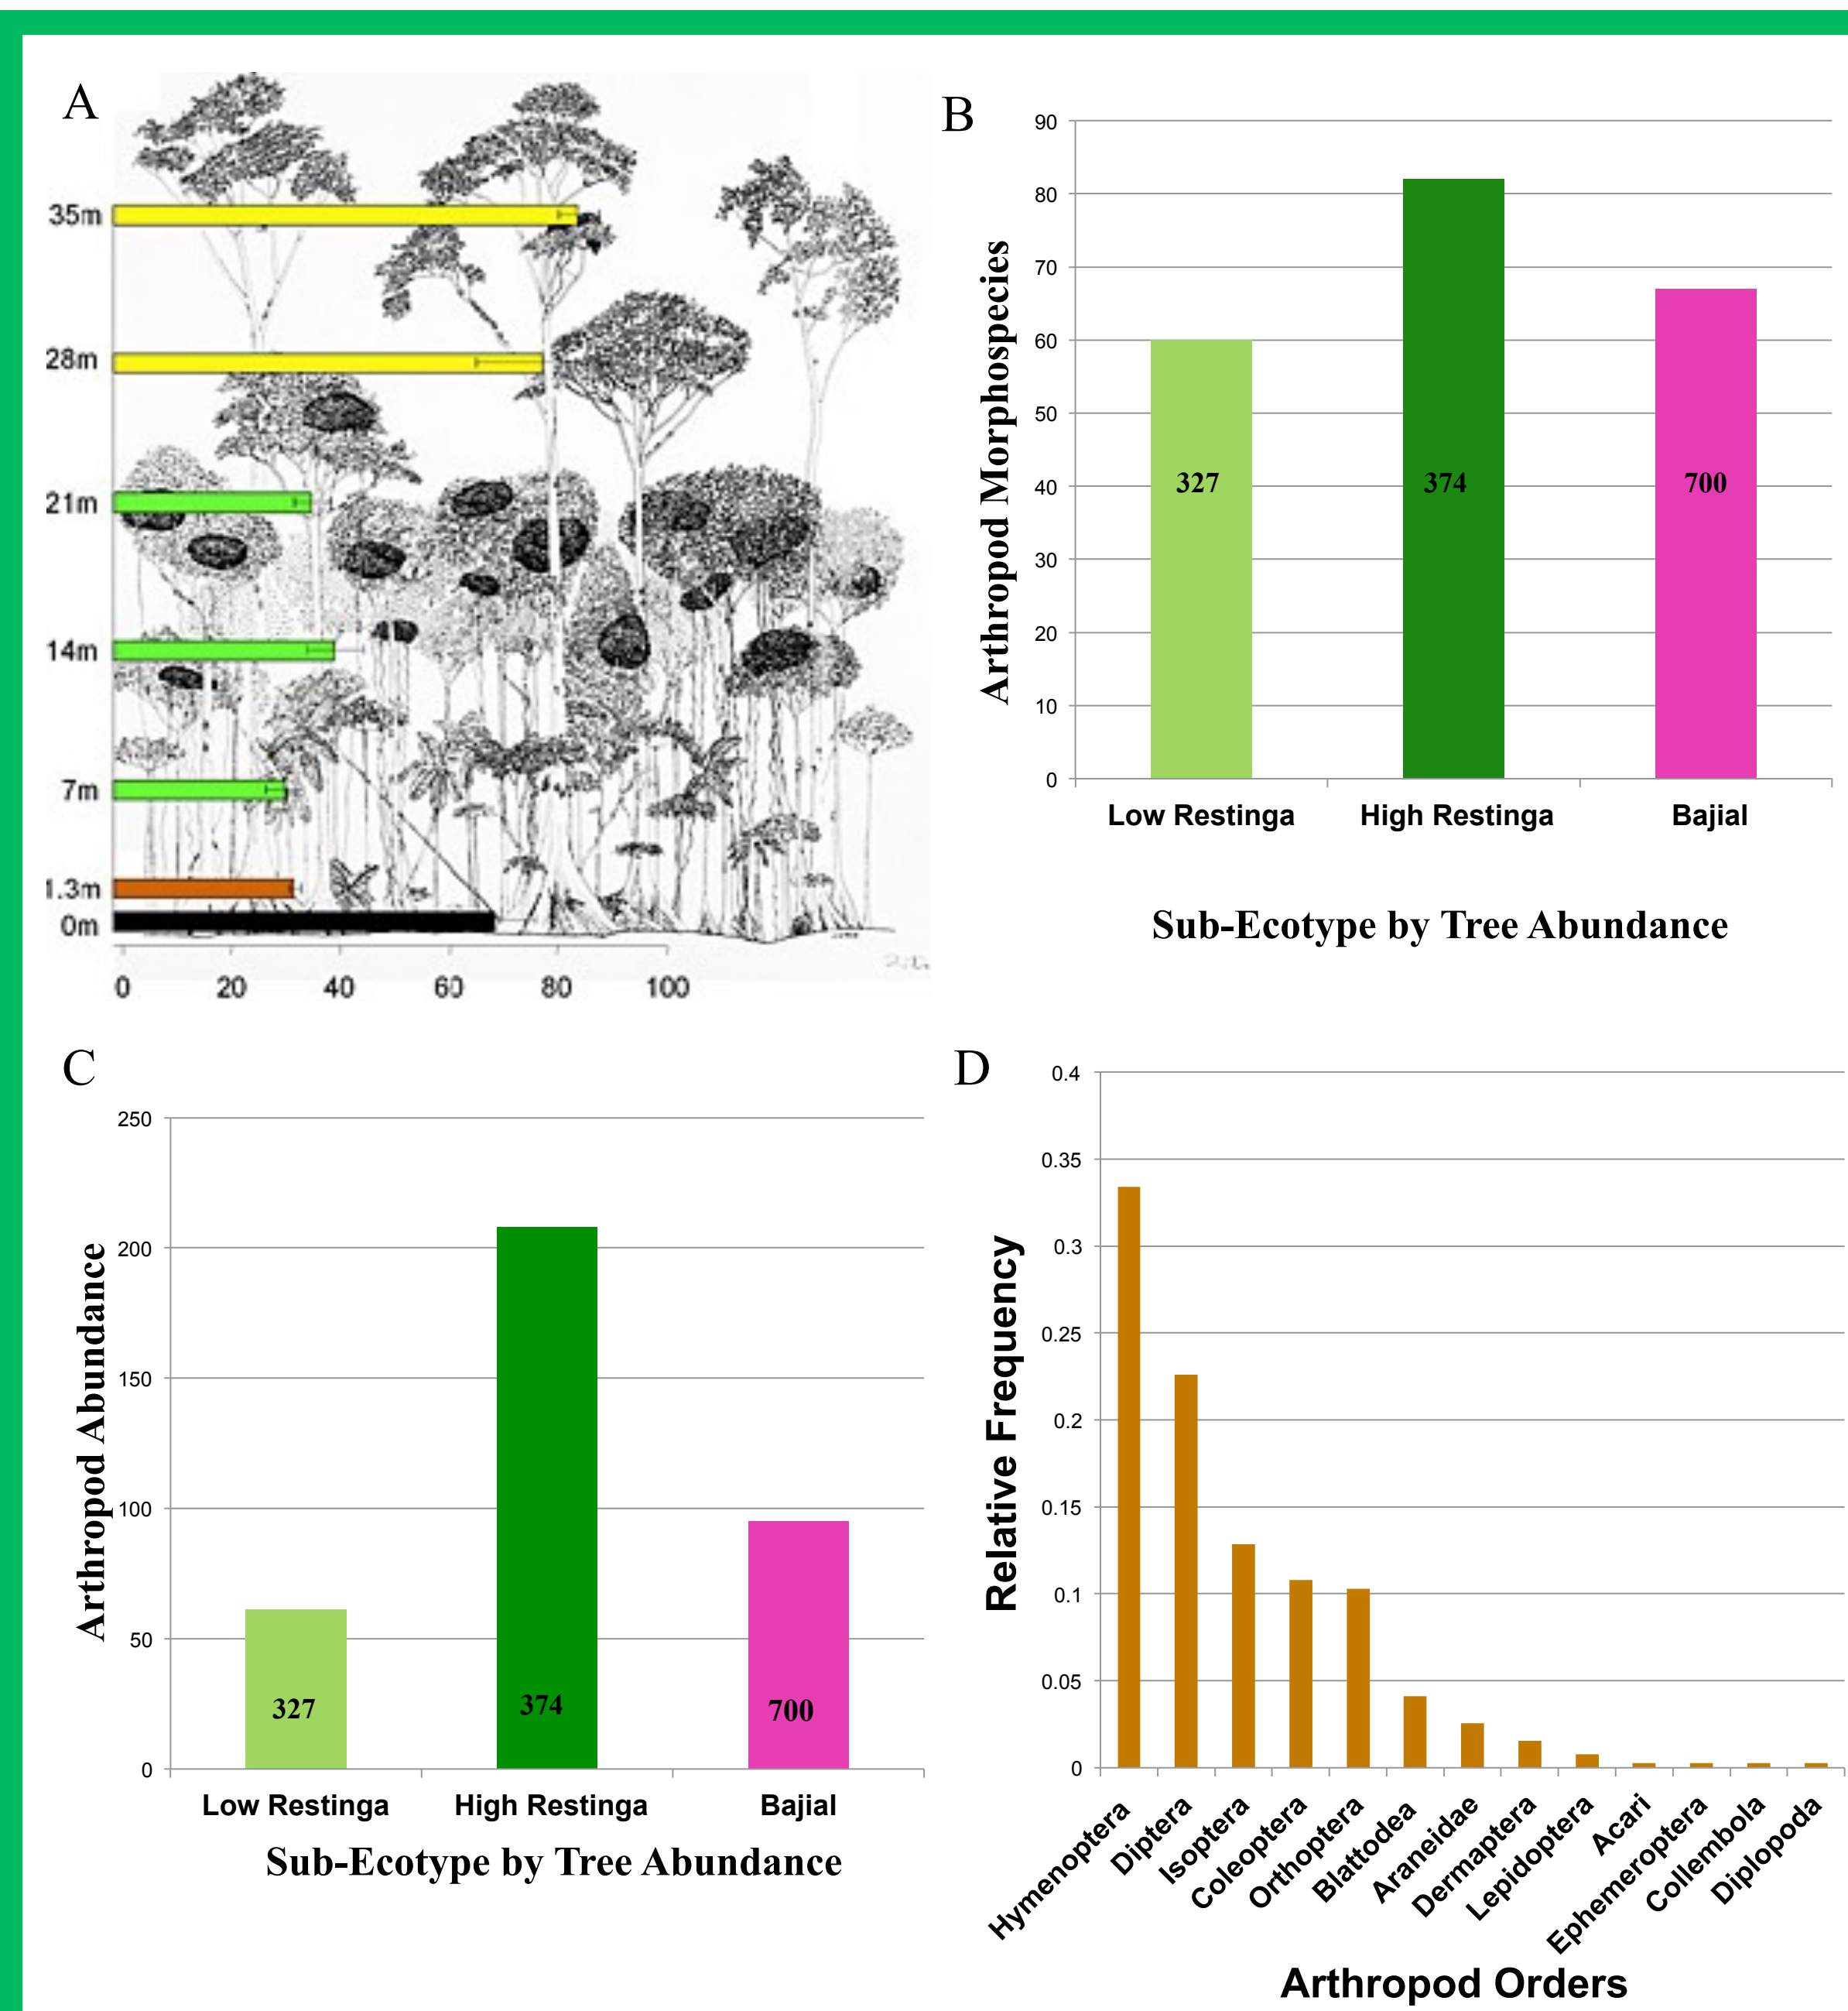 A
35m
28m
21m
14m
7m
1.3m
0m
0 20 40 60 80 100
B
Arthropod Morphospecies
90
80
70
60
50
40
30
20
10
0
327 374 700
Low Restinga High Restinga Bajial
Sub-Ecotype by Tree Abundance
C
Arthropod Abundance
250
200
150
100
50
0
327 374 700
Low Restinga High Restinga Bajial
Sub-Ecotype by Tree Abundance
D
Relative Frequency
0.4
0.35
0.3
0.25
0.2
0.15
0.1
0.05
0
Hymenoptera
Diptera
Isoptera
Coleoptera
Orthoptera
Blattodea
Araneidae
Dermaptera
Lepidoptera
Acari
Ephemeroptera
Collembola
Diplopoda
Arthropod Orders